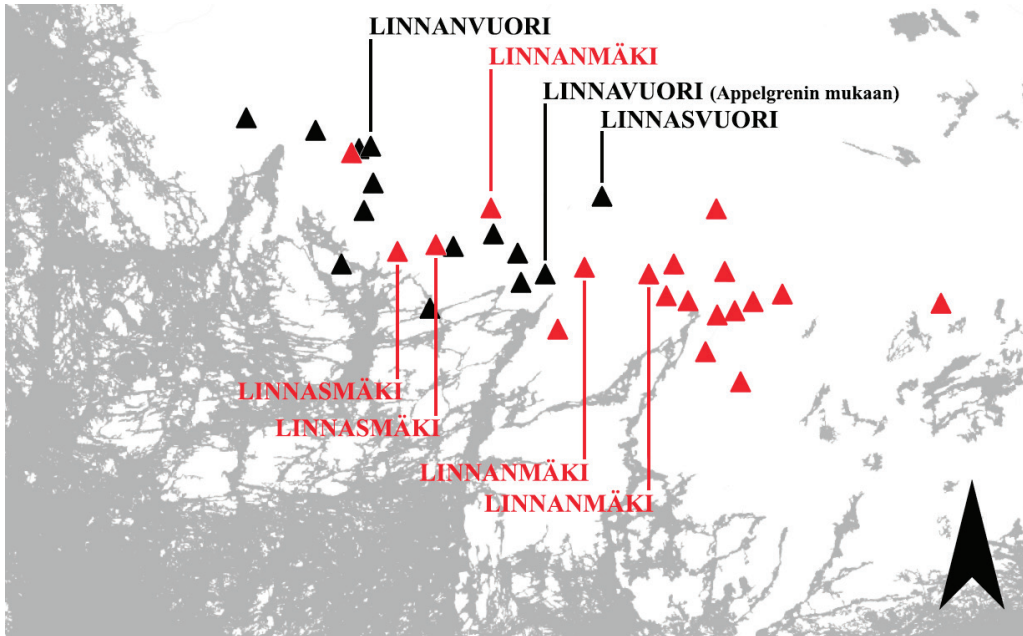 LINNANVUORI
LINNANMÄKI
LINNAVUORI (Appelgrenin mukaan)
LINNASVUORI
LINNASMÄKI
LINNASMÄKI
LINNANMÄKI
LINNANMÄKI